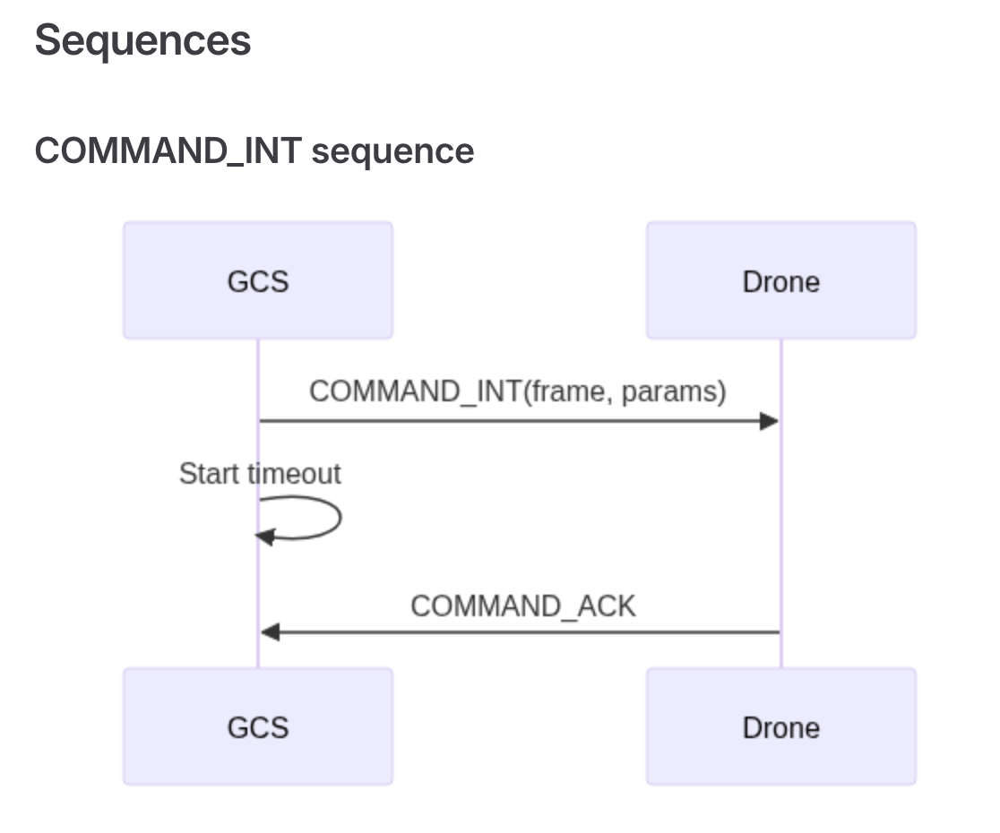 Sequences
COMMAND_INT sequence
GCS
Drone
COMMAND_INT(frame, params)
Start timeout
COMMAND_ACK
GCS
Drone